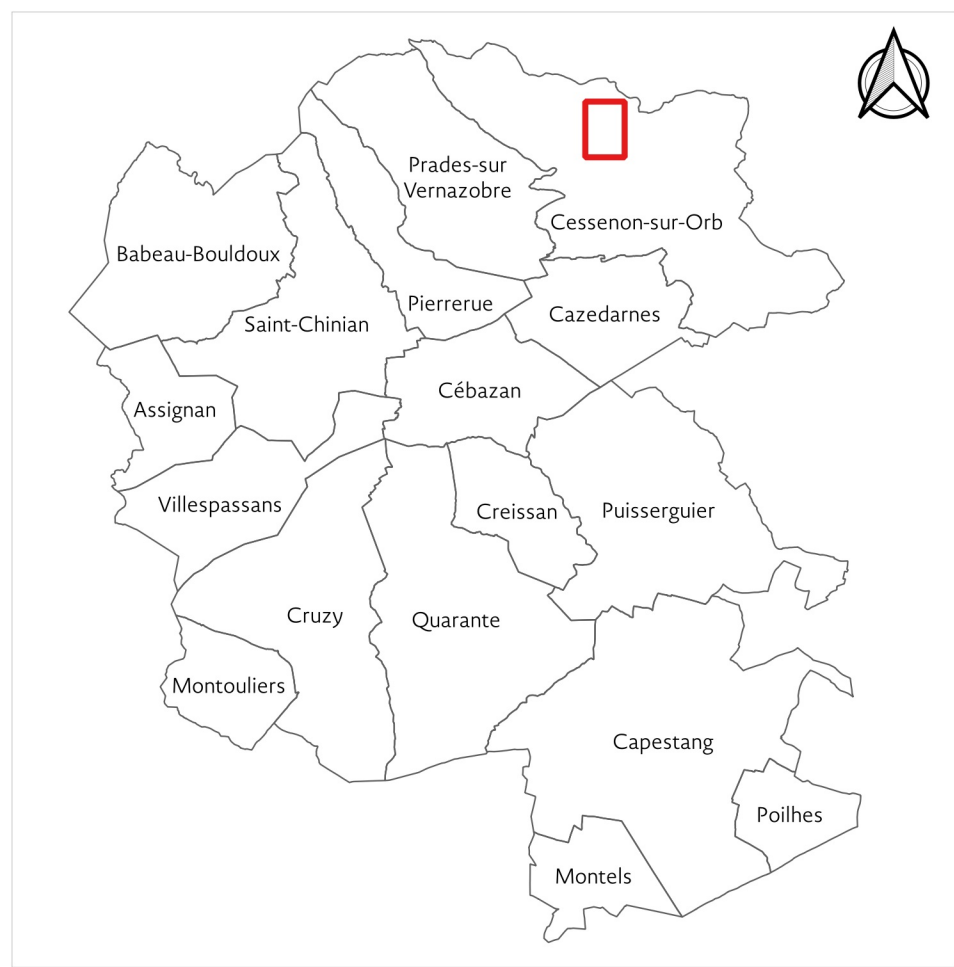 Prades-sur
Vernazobre
Cessenon-sur-Orb
Babeau-Bouldoux
Pierrerue
Cazedarnes
Saint-Chinian
Cébazan
Assignan
Villespassans
Creissan
Puisserguier
Cruzy
Quarante
Montouliers
Capestang
Poilhes
Montels